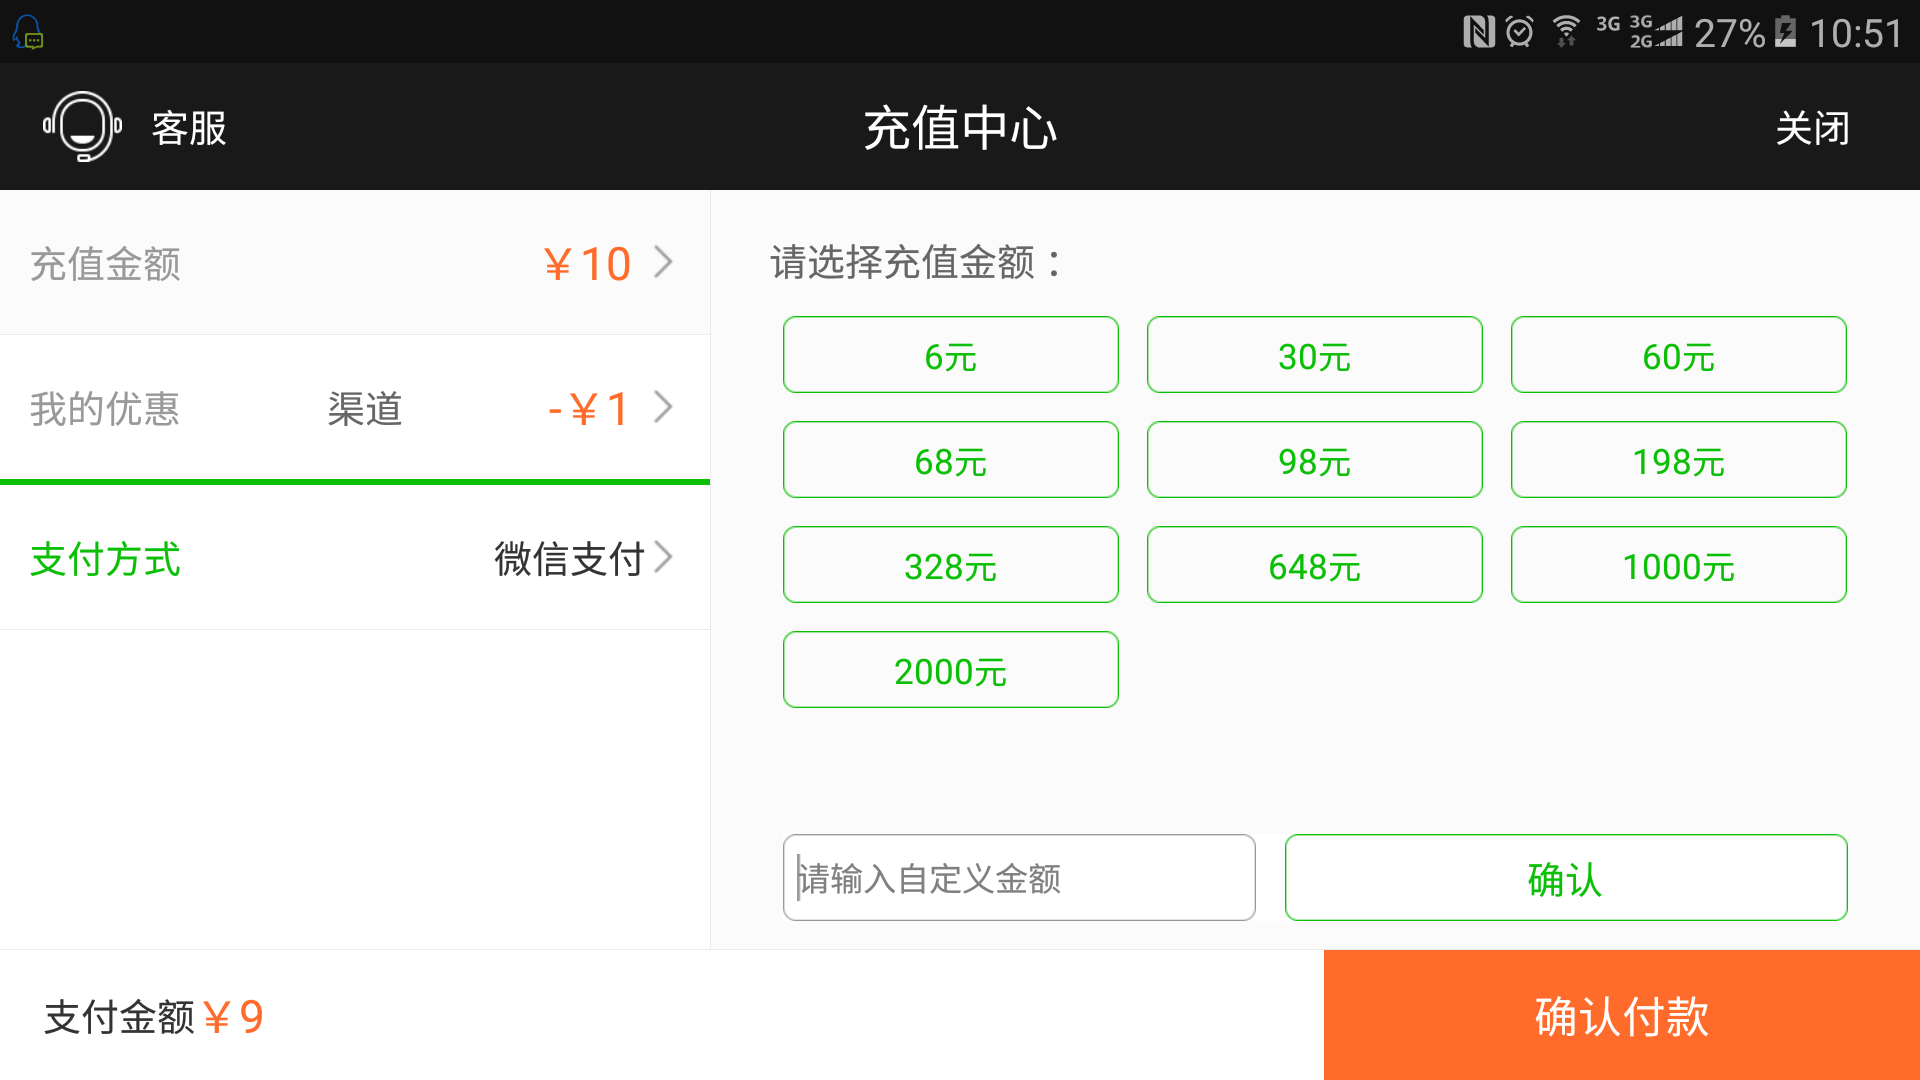 3G 3G 2G 27% 10:51
客服 充值中心 关闭
充值金额 ￥10
我的优惠 渠道 -￥1
支付方式 微信支付
请选择充值金额：
6元 30元 60元
68元 98元 198元
328元 648元 1000元
2000元
请输入自定义金额 确认
支付金额￥9 确认付款